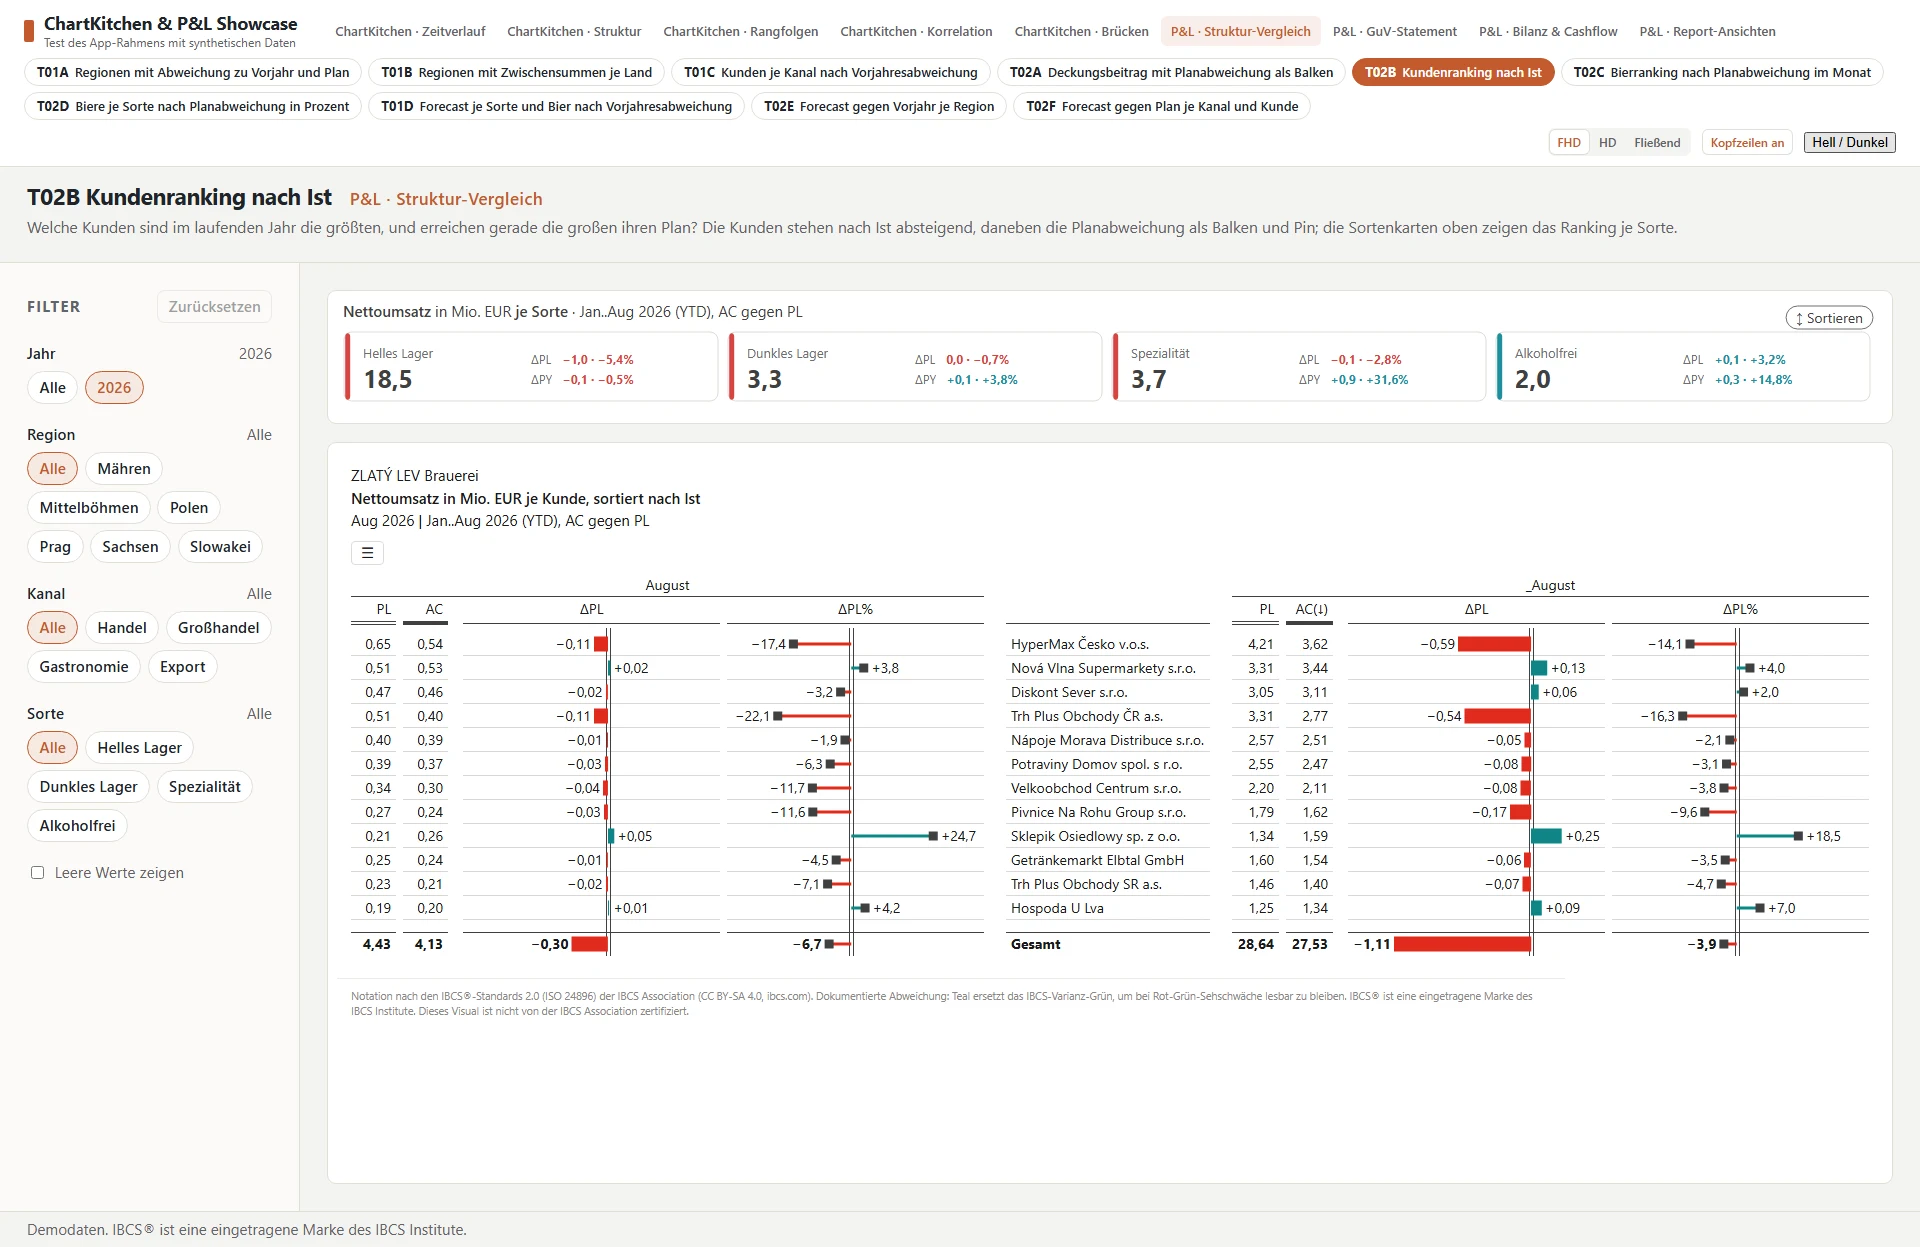 ChartKitchen & P&L Showcase
Test des App-Rahmens mit synthetischen Daten
ChartKitchen · Zeitverlauf ChartKitchen · Struktur ChartKitchen · Rangfolgen ChartKitchen · Korrelation ChartKitchen · Brücken P&L · Struktur-Vergleich P&L · GuV-Statement P&L · Bilanz & Cashflow P&L · Report-Ansichten
T01A Regionen mit Abweichung zu Vorjahr und Plan T01B Regionen mit Zwischensummen je Land T01C Kunden je Kanal nach Vorjahresabweichung T02A Deckungsbeitrag mit Planabweichung als Balken T02B Kundenranking nach Ist T02C Bierranking nach Planabweichung im Monat
T02D Biere je Sorte nach Planabweichung in Prozent T01D Forecast je Sorte und Bier nach Vorjahresabweichung T02E Forecast gegen Vorjahr je Region T02F Forecast gegen Plan je Kanal und Kunde
FHD HD Fließend Kopfzeilen an Hell / Dunkel
T02B Kundenranking nach Ist P&L · Struktur-Vergleich
Welche Kunden sind im laufenden Jahr die größten, und erreichen gerade die großen ihren Plan? Die Kunden stehen nach Ist absteigend, daneben die Planabweichung als Balken und Pin; die Sortenkarten oben zeigen das Ranking je Sorte.
FILTER Zurücksetzen
Jahr 2026
Alle 2026
Region Alle
Alle Mähren
Mittelböhmen Polen
Prag Sachsen Slowakei
Kanal Alle
Alle Handel Großhandel
Gastronomie Export
Sorte Alle
Alle Helles Lager
Dunkles Lager Spezialität
Alkoholfrei
Leere Werte zeigen
Nettoumsatz in Mio. EUR je Sorte · Jan..Aug 2026 (YTD), AC gegen PL
↕ Sortieren
Helles Lager
18,5
ΔPL −1,0 · −5,4%
ΔPY −0,1 · −0,5%
Dunkles Lager
3,3
ΔPL 0,0 · −0,7%
ΔPY +0,1 · +3,8%
Spezialität
3,7
ΔPL −0,1 · −2,8%
ΔPY +0,9 · +31,6%
Alkoholfrei
2,0
ΔPL +0,1 · +3,2%
ΔPY +0,3 · +14,8%
ZLATÝ LEV Brauerei
Nettoumsatz in Mio. EUR je Kunde, sortiert nach Ist
Aug 2026 | Jan..Aug 2026 (YTD), AC gegen PL
☰
August _August
PL AC ΔPL ΔPL% PL AC(↓) ΔPL ΔPL%
0,65 0,54 −0,11 −17,4 HyperMax Česko v.o.s. 4,21 3,62 −0,59 −14,1
0,51 0,53 +0,02 +3,8 Nová Vlna Supermarkety s.r.o. 3,31 3,44 +0,13 +4,0
0,47 0,46 −0,02 −3,2 Diskont Sever s.r.o. 3,05 3,11 +0,06 +2,0
0,51 0,40 −0,11 −22,1 Trh Plus Obchody ČR a.s. 3,31 2,77 −0,54 −16,3
0,40 0,39 −0,01 −1,9 Nápoje Morava Distribuce s.r.o. 2,57 2,51 −0,05 −2,1
0,39 0,37 −0,03 −6,3 Potraviny Domov spol. s r.o. 2,55 2,47 −0,08 −3,1
0,34 0,30 −0,04 −11,7 Velkoobchod Centrum s.r.o. 2,20 2,11 −0,08 −3,8
0,27 0,24 −0,03 −11,6 Pivnice Na Rohu Group s.r.o. 1,79 1,62 −0,17 −9,6
0,21 0,26 +0,05 +24,7 Sklepik Osiedlowy sp. z o.o. 1,34 1,59 +0,25 +18,5
0,25 0,24 −0,01 −4,5 Getränkemarkt Elbtal GmbH 1,60 1,54 −0,06 −3,5
0,23 0,21 −0,02 −7,1 Trh Plus Obchody SR a.s. 1,46 1,40 −0,07 −4,7
0,19 0,20 +0,01 +4,2 Hospoda U Lva 1,25 1,34 +0,09 +7,0
4,43 4,13 −0,30 −6,7 Gesamt 28,64 27,53 −1,11 −3,9
Notation nach den IBCS®-Standards 2.0 (ISO 24896) der IBCS Association (CC BY-SA 4.0, ibcs.com). Dokumentierte Abweichung: Teal ersetzt das IBCS-Varianz-Grün, um bei Rot-Grün-Sehschwäche lesbar zu bleiben. IBCS® ist eine eingetragene Marke des
IBCS Institute. Dieses Visual ist nicht von der IBCS Association zertifiziert.
Demodaten. IBCS® ist eine eingetragene Marke des IBCS Institute.